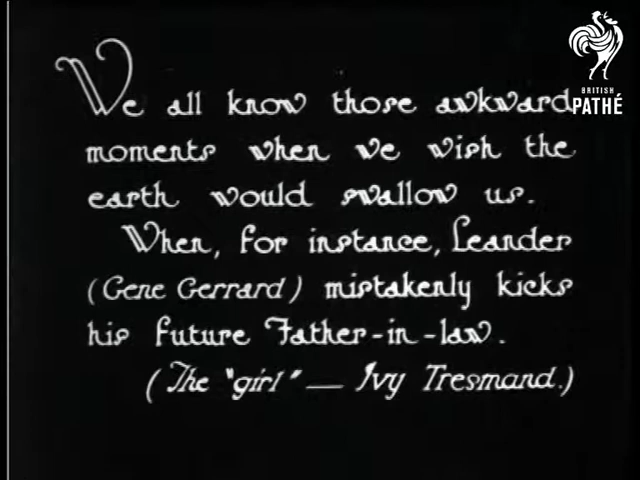 BRITISH
PATHÉ
We all know those awkward
moments when we wish the
earth would swallow us.
When, for instance, Leander
(Gene Gerrard) mistakenly kicks
his future Father-in-law.
(The "girl" — Ivy Tresmand.)